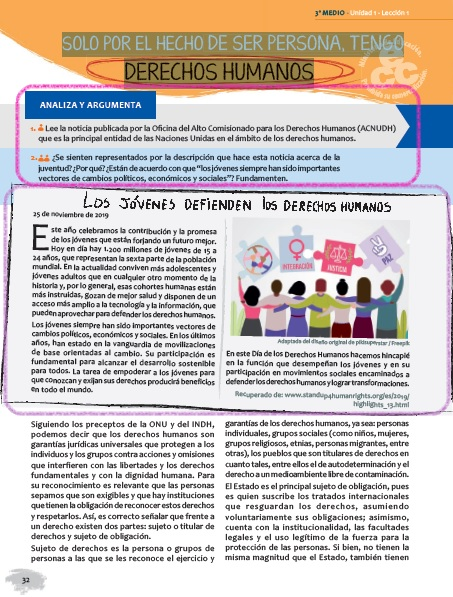 3° MEDIO - Unidad 1 - Lección 1
SOLO POR EL HECHO DE SER PERSONA, TENGO
DERECHOS HUMANOS
ANALIZA Y ARGUMENTA
1. Lee la noticia publicada por la Oficina del Alto Comisionado para los Derechos Humanos (ACNUDH)
que es la principal entidad de las Naciones Unidas en el ámbito de los derechos humanos.
2. ¿Se sienten representados por la descripción que hace esta noticia acerca de la
juventud? ¿Por qué? ¿Están de acuerdo con que “los jóvenes siempre han sido importantes
vectores de cambios políticos, económicos y sociales”? Fundamenten.
LOS JÓVENES DEFIENDEN LOS DERECHOS HUMANOS
25 de noviembre de 2019
Este año celebramos la contribución y la promesa
de los jóvenes que están forjando un futuro mejor.
Hoy en día hay 1.200 millones de jóvenes de 15 a
24 años, que representan la sexta parte de la población
mundial. En la actualidad conviven más adolescentes y
jóvenes adultos que en cualquier otro momento de la
historia y, por lo general, esas cohortes humanas están
más instruidas, gozan de mejor salud y disponen de un
acceso más amplio a la tecnología y la información, que
pueden aprovechar para defender los derechos humanos.
Los jóvenes siempre han sido importantes vectores de
cambios políticos, económicos y sociales. En los últimos
años, han estado en la vanguardia de movilizaciones
de base orientadas al cambio. Su participación es
fundamental para alcanzar el desarrollo sostenible
para todos. La tarea de empoderar a los jóvenes para
que conozcan y exijan sus derechos producirá beneficios
en todo el mundo.
INTEGRACIÓN
JUSTICIA
PAZ
Adaptado del diseño original de pldsuperstar / Freepik
En este Día de los Derechos Humanos hacemos hincapié
en la función que desempeñan los jóvenes y en su
participación en movimientos sociales encaminados a
defender los derechos humanos y lograr transformaciones.
Recuperado de: www.standup4humanrights.org/es/2019/
highlights_13.html
Siguiendo los preceptos de la ONU y del INDH,
podemos decir que los derechos humanos son
garantías jurídicas universales que protegen a los
individuos y los grupos contra acciones y omisiones
que interfieren con las libertades y los derechos
fundamentales y con la dignidad humana. Para
su reconocimiento es relevante que las personas
sepamos que son exigibles y que hay instituciones
que tienen la obligación de reconocer estos derechos
y respetarlos. Así, es correcto señalar que frente a
un derecho existen dos partes: sujeto o titular de
derechos y sujeto de obligación.
Sujeto de derechos es la persona o grupos de
personas a las que se les reconoce el ejercicio y
garantías de los derechos humanos, ya sea: personas
individuales, grupos sociales (como niños, mujeres,
grupos religiosos, etnias, personas migrantes, entre
otras), los pueblos que son titulares de derechos en
cuanto tales, entre ellos el de autodeterminación y el
derecho a un medioambiente libre de contaminación.
El Estado es el principal sujeto de obligación, pues
es quien suscribe los tratados internacionales
que resguardan los derechos, asumiendo
voluntariamente sus obligaciones; asimismo,
cuenta con la institucionalidad, las facultades
legales y el uso legítimo de la fuerza para la
protección de las personas. Si bien, no tienen la
misma magnitud que el Estado, también tienen
32